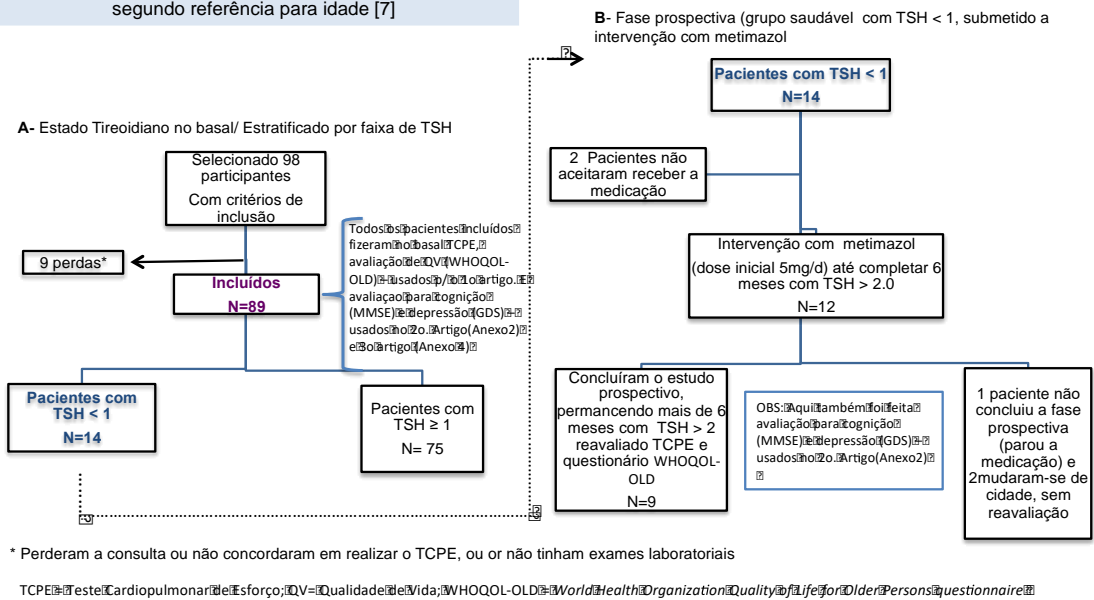 segundo referência para idade [7]
A- Estado Tireoidiano no basal/ Estratificado por faixa de TSH
Selecionado 98
participantes
Com critérios de
inclusão
9 perdas*
Incluídos
N=89
Todos os pacientes incluídos
fizeram no basal TCPE,
avaliação de QV (WHOQOL-
OLD) – usados p/ o 1o artigo. E
avaliaçao para cognição
(MMSE) e depressão (GDS) –
usados no 2o. Artigo(Anexo2)
e 3o artigo (Anexo 4)
Pacientes com
TSH < 1
N=14
Pacientes com
TSH ≥ 1
N= 75
B- Fase prospectiva (grupo saudável com TSH < 1, submetido a
intervenção com metimazol
Pacientes com TSH < 1
N=14
2 Pacientes não
aceitaram receber a
medicação
Intervenção com metimazol
(dose inicial 5mg/d) até completar 6
meses com TSH > 2.0
N=12
Concluíram o estudo
prospectivo,
permancendo mais de 6
meses com TSH > 2
reavaliado TCPE e
questionário WHOQOL-
OLD
N=9
OBS: Aqui também foi feita
avaliação para cognição
(MMSE) e depressão (GDS) –
usados no 2o. Artigo(Anexo2)
1 paciente não
concluiu a fase
prospectiva
(parou a
medicação) e
2mudaram-se de
cidade, sem
reavaliação
* Perderam a consulta ou não concordaram em realizar o TCPE, ou or não tinham exames laboratoriais
TCPE= Teste Cardiopulmonar de Esforço; QV= Qualidade de Vida; WHOQOL-OLD= World Health Organization Quality of Life for Older Persons questionnaire